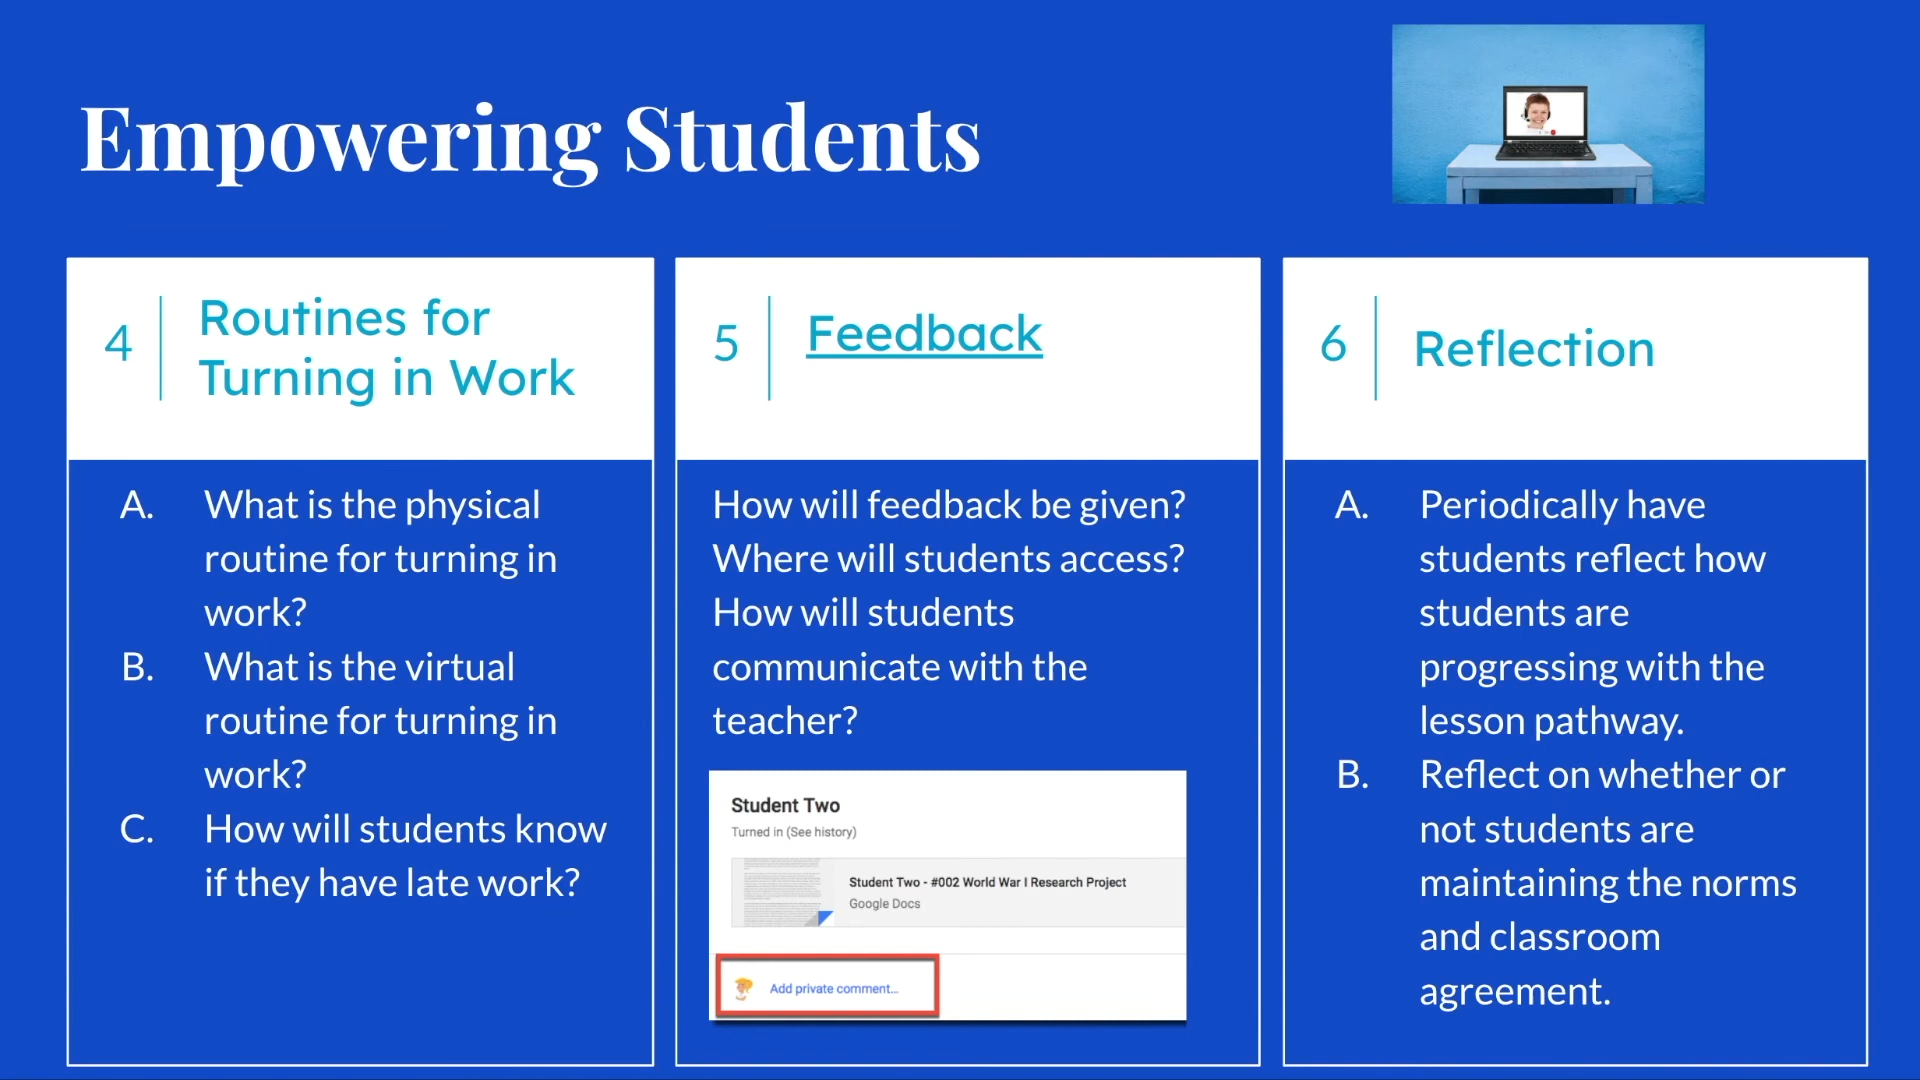 Empowering Students
4
Routines for
Turning in Work
A. What is the physical
routine for turning in
work?
B. What is the virtual
routine for turning in
work?
C. How will students know
if they have late work?
5
Feedback
How will feedback be given?
Where will students access?
How will students
communicate with the
teacher?
Student Two
Turned in (See history)
Student Two - #002 World War I Research Project
Google Docs
Add private comment...
6
Reflection
A. Periodically have
students reflect how
students are
progressing with the
lesson pathway.
B. Reflect on whether or
not students are
maintaining the norms
and classroom
agreement.